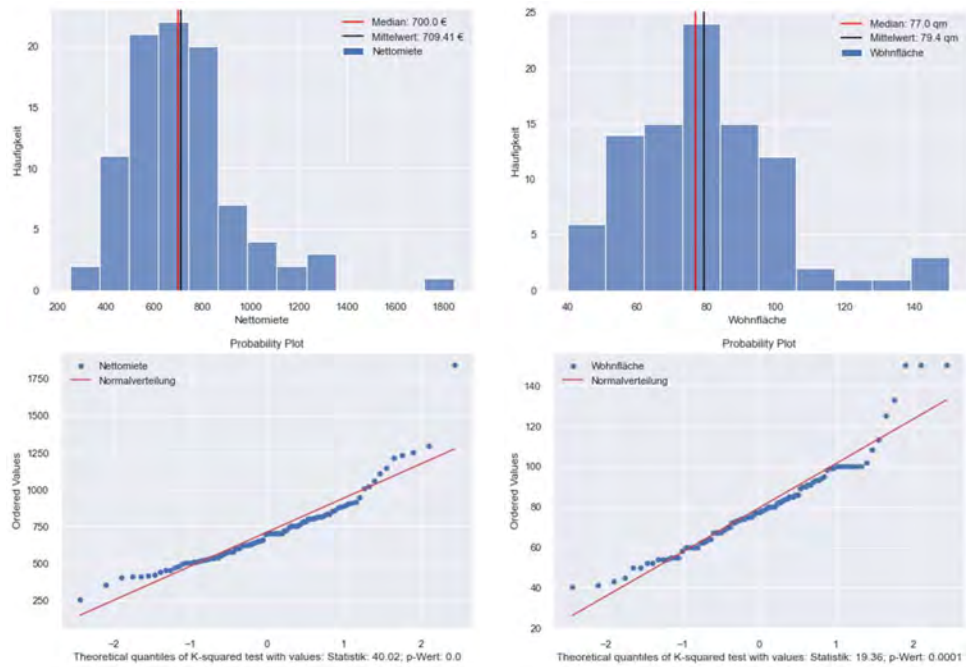 Median: 700.0 €
Mittelwert: 709.41 €
Nettomiete
20
15
10
5
0
Häufigkeit
200 400 600 800 1000 1200 1400 1600 1800
Nettomiete
Median: 77.0 qm
Mittelwert: 79.4 qm
Wohnfläche
25
20
15
10
5
0
Häufigkeit
40 60 80 100 120 140
Wohnfläche
Probability Plot
Nettomiete
Normalverteilung
1750
1500
1250
1000
750
500
250
Ordered Values
−2 −1 0 1 2
Theoretical quantiles of K-squared test with values: Statistik: 40.02; p-Wert: 0.0
Probability Plot
Wohnfläche
Normalverteilung
140
120
100
80
60
40
20
Ordered Values
−2 −1 0 1 2
Theoretical quantiles of K-squared test with values: Statistik: 19.36; p-Wert: 0.0001